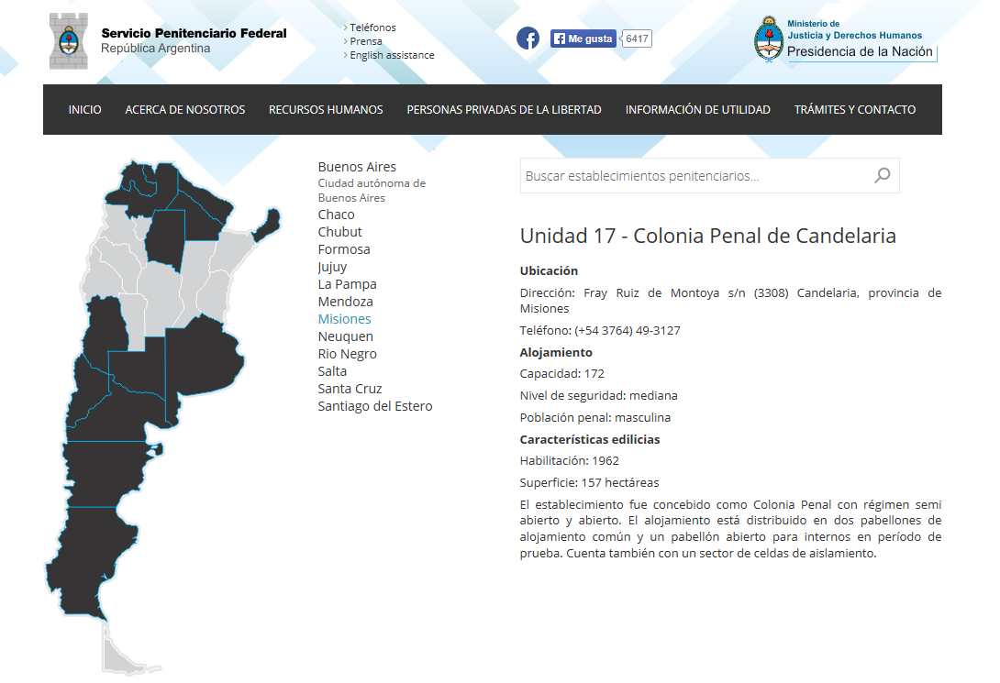 Servicio Penitenciario Federal
República Argentina
› Teléfonos
› Prensa
› English assistance
Me gusta 6417
Ministerio de
Justicia y Derechos Humanos
Presidencia de la Nación
INICIO ACERCA DE NOSOTROS RECURSOS HUMANOS PERSONAS PRIVADAS DE LA LIBERTAD INFORMACIÓN DE UTILIDAD TRÁMITES Y CONTACTO
Buenos Aires
Ciudad autónoma de
Buenos Aires
Chaco
Chubut
Formosa
Jujuy
La Pampa
Mendoza
Misiones
Neuquen
Rio Negro
Salta
Santa Cruz
Santiago del Estero
Buscar establecimientos penitenciarios...
Unidad 17 - Colonia Penal de Candelaria
Ubicación
Dirección: Fray Ruiz de Montoya s/n (3308) Candelaria, provincia de
Misiones
Teléfono: (+54 3764) 49-3127
Alojamiento
Capacidad: 172
Nivel de seguridad: mediana
Población penal: masculina
Características edilicias
Habilitación: 1962
Superficie: 157 hectáreas
El establecimiento fue concebido como Colonia Penal con régimen semi
abierto y abierto. El alojamiento está distribuido en dos pabellones de
alojamiento común y un pabellón abierto para internos en período de
prueba. Cuenta también con un sector de celdas de aislamiento.